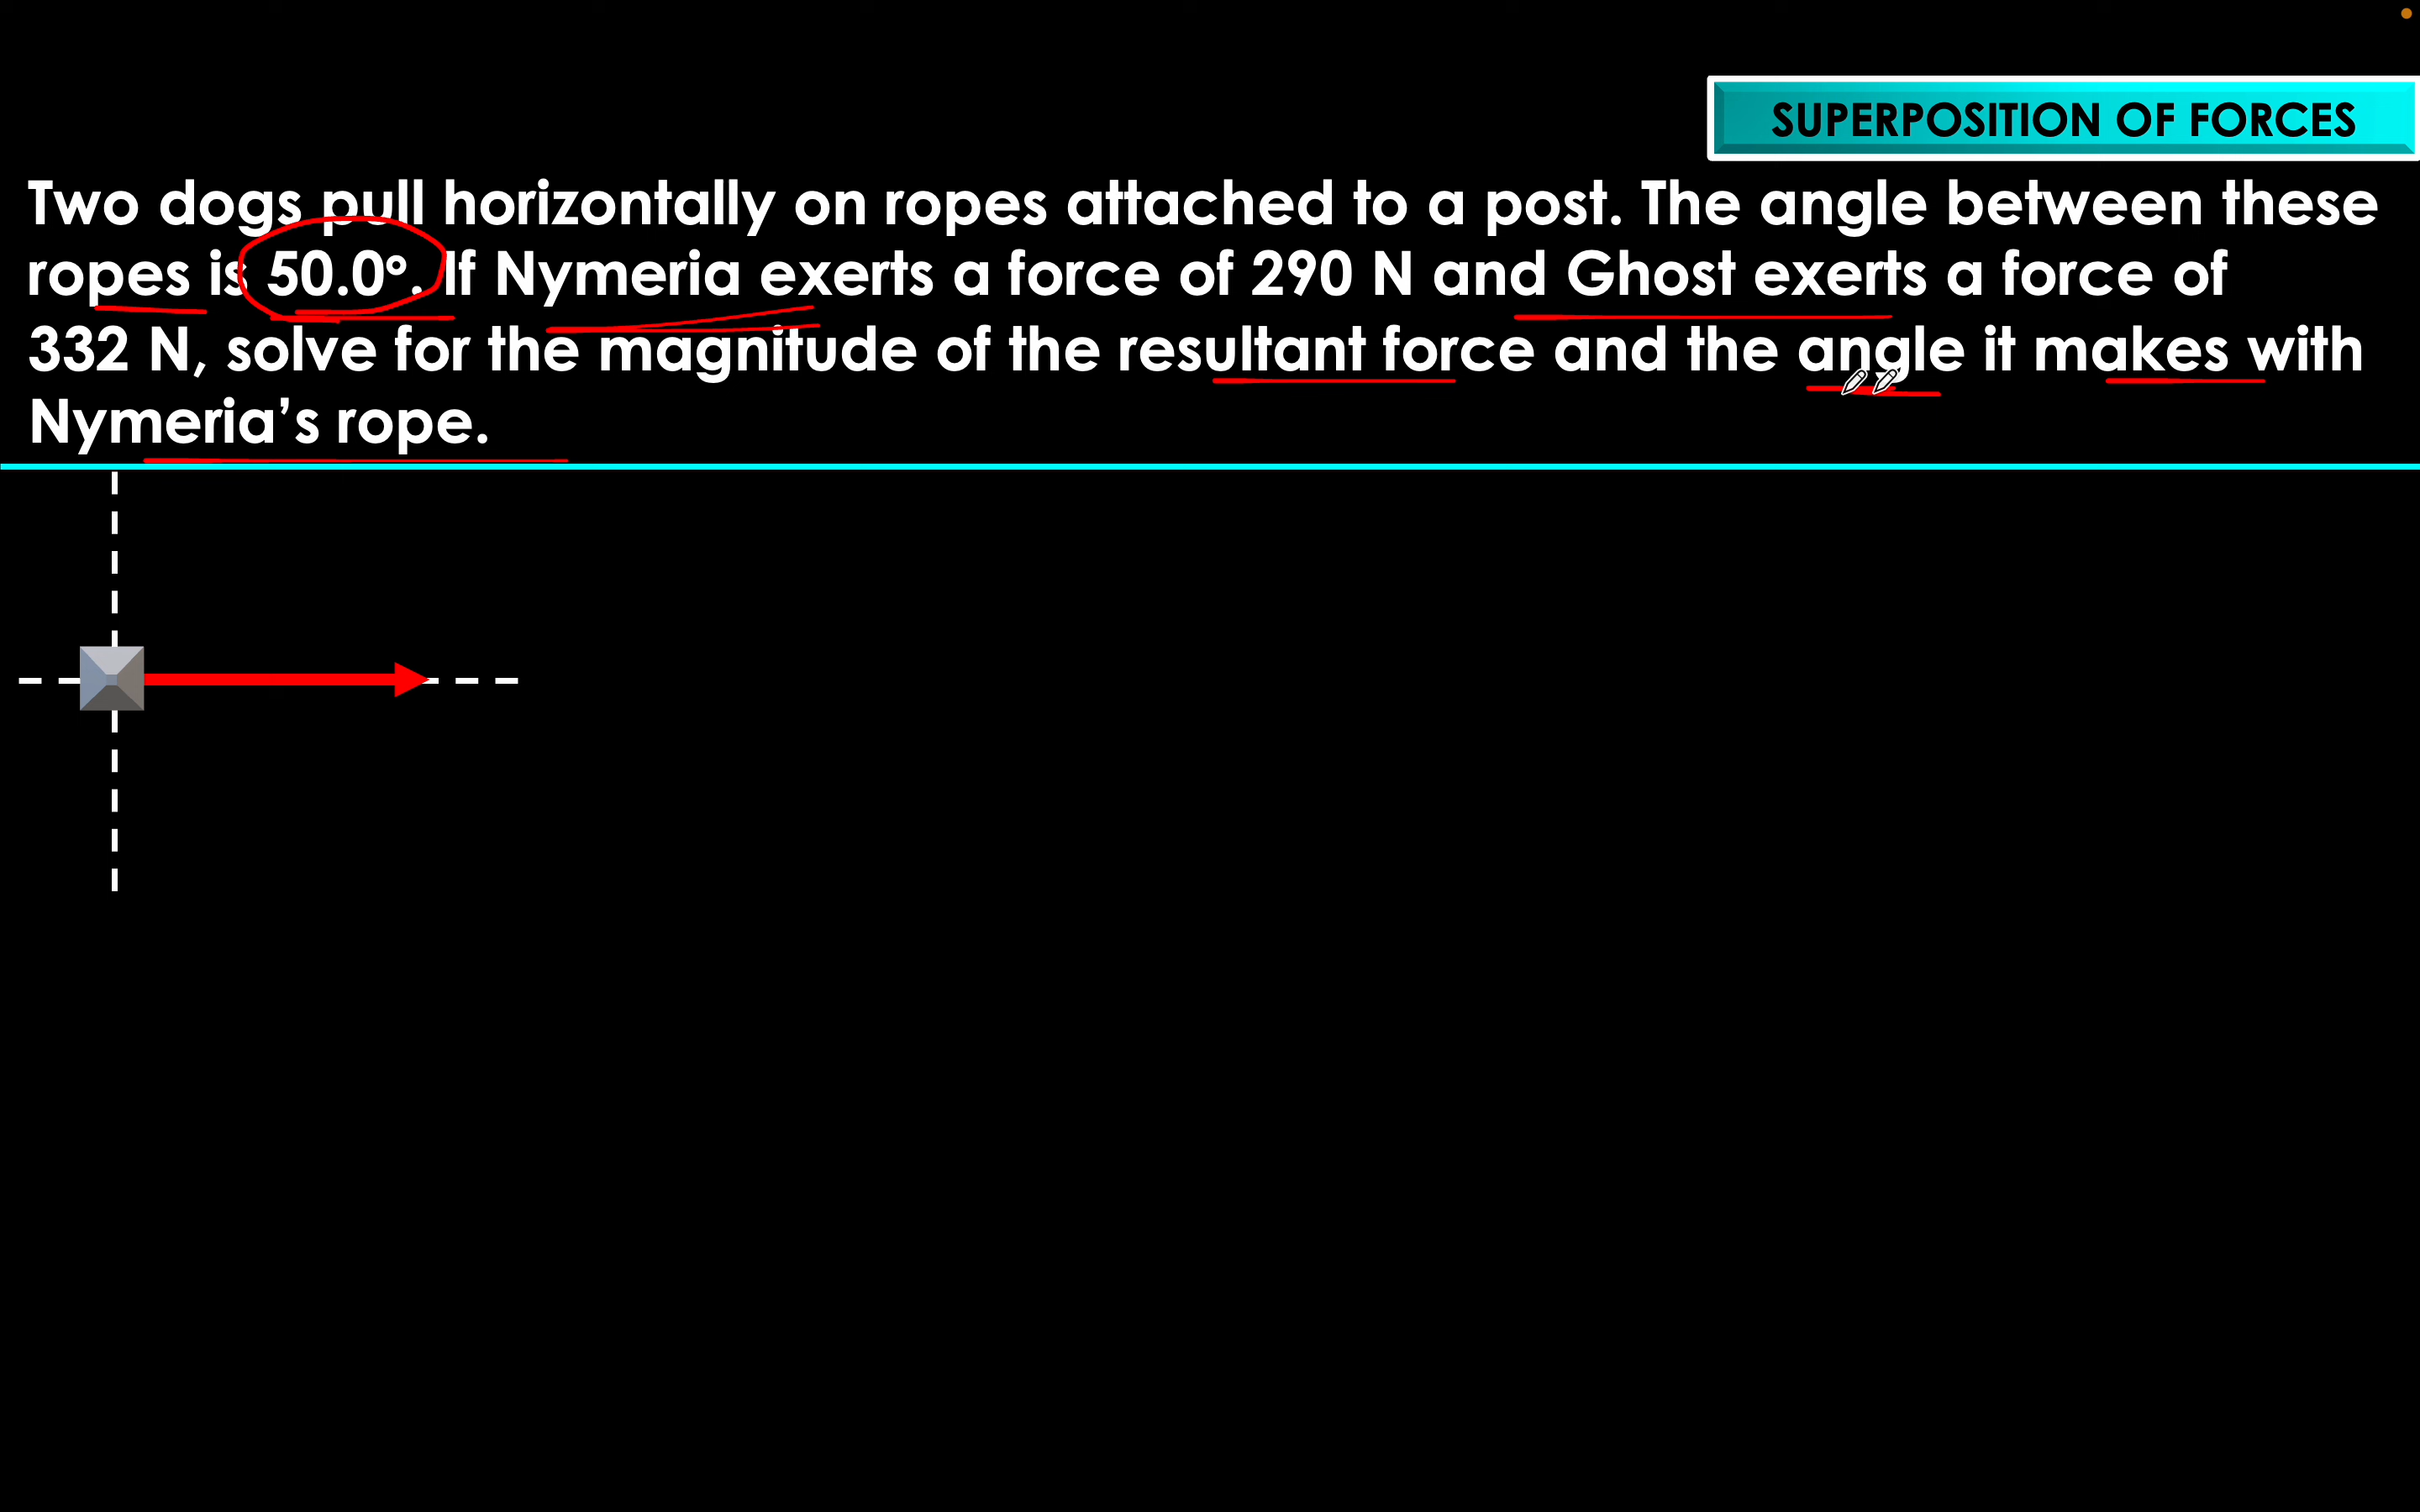 SUPERPOSITION OF FORCES
Two dogs pull horizontally on ropes attached to a post. The angle between these
ropes is 50.0°. If Nymeria exerts a force of 290 N and Ghost exerts a force of
332 N, solve for the magnitude of the resultant force and the angle it makes with
Nymeria’s rope.